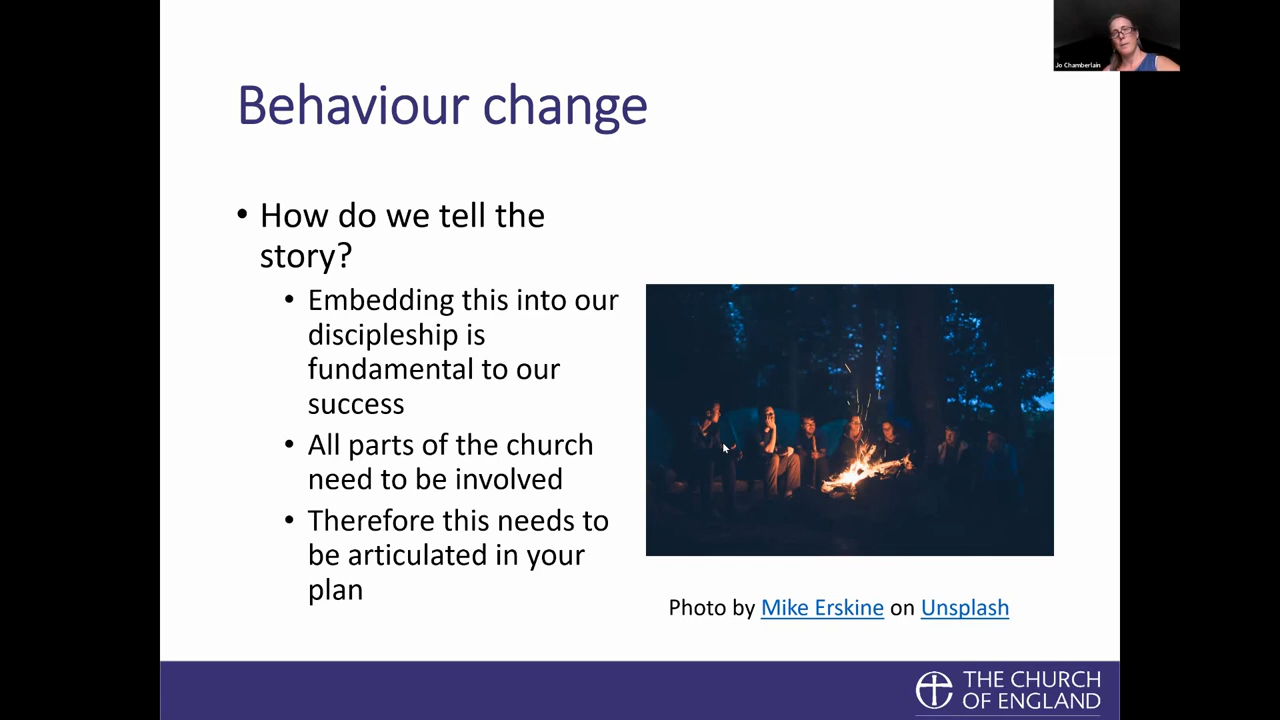 Jo Chamberlain
Behaviour change
• How do we tell the
story?
• Embedding this into our
discipleship is
fundamental to our
success
• All parts of the church
need to be involved
• Therefore this needs to
be articulated in your
plan
Photo by Mike Erskine on Unsplash
THE CHURCH
OF ENGLAND